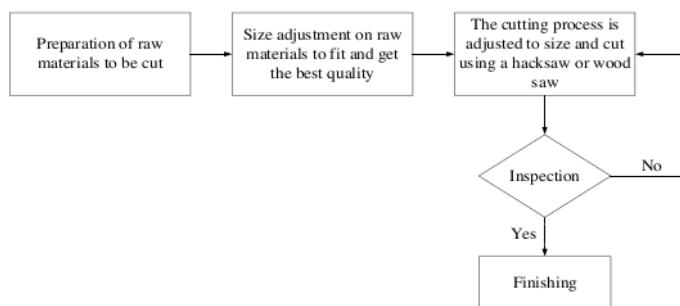 Preparation of raw
materials to be cut
Size adjustment on raw
materials to fit and get
the best quality
The cutting process is
adjusted to size and cut
using a hacksaw or wood
saw
Inspection
No
Yes
Finishing